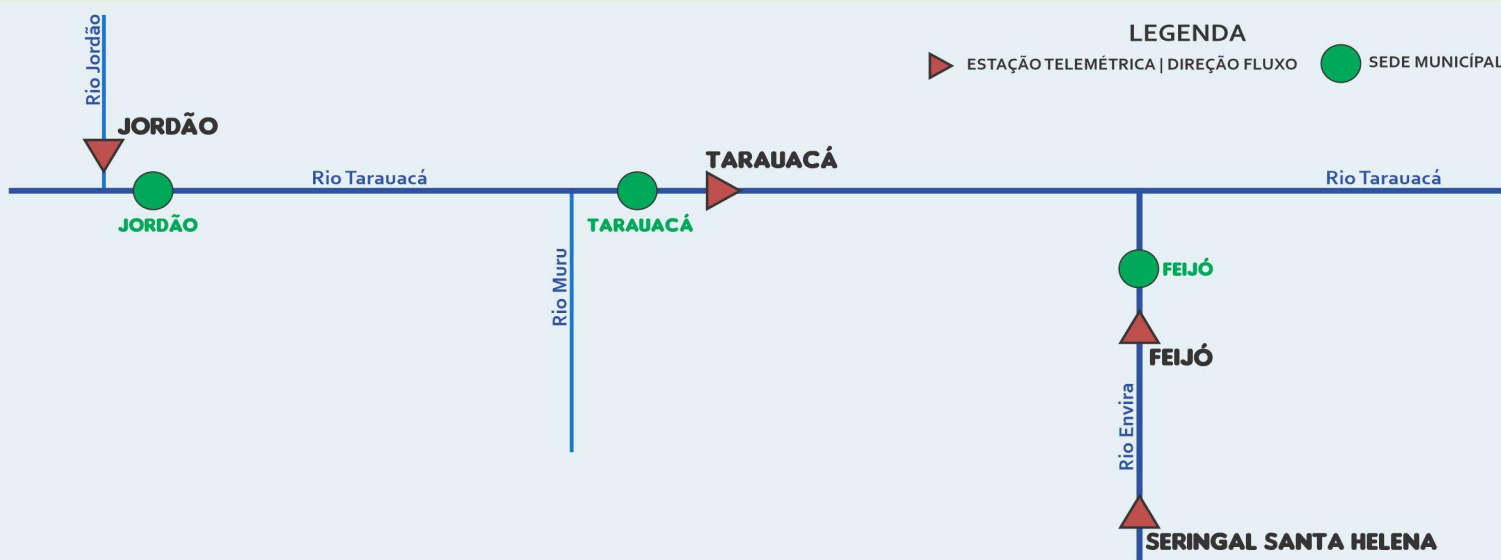 LEGENDA
ESTAÇÃO TELEMÉTRICA | DIREÇÃO FLUXO
SEDE MUNICÍPAL
Rio Jordão
JORDÃO
Rio Tarauacá
TARAUACÁ
Rio Tarauacá
JORDÃO
TARAUACÁ
Rio Muru
FEIJÓ
FEIJÓ
Rio Envira
SERINGAL SANTA HELENA